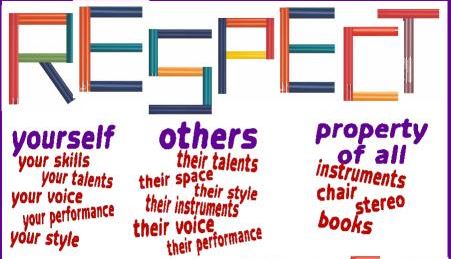 RESPECT
yourself
your skills
your talents
your voice
your performance
your style
others
their talents
their space
their style
their instruments
their voice
their performance
property
of all
instruments
chair
stereo
books